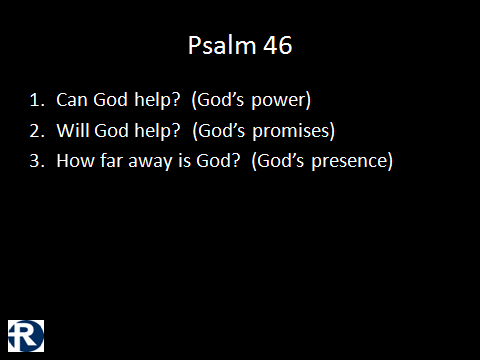 Psalm 46
1. Can God help? (God's power)
2. Will God help? (God's promises)
3. How far away is God? (God's presence)
R